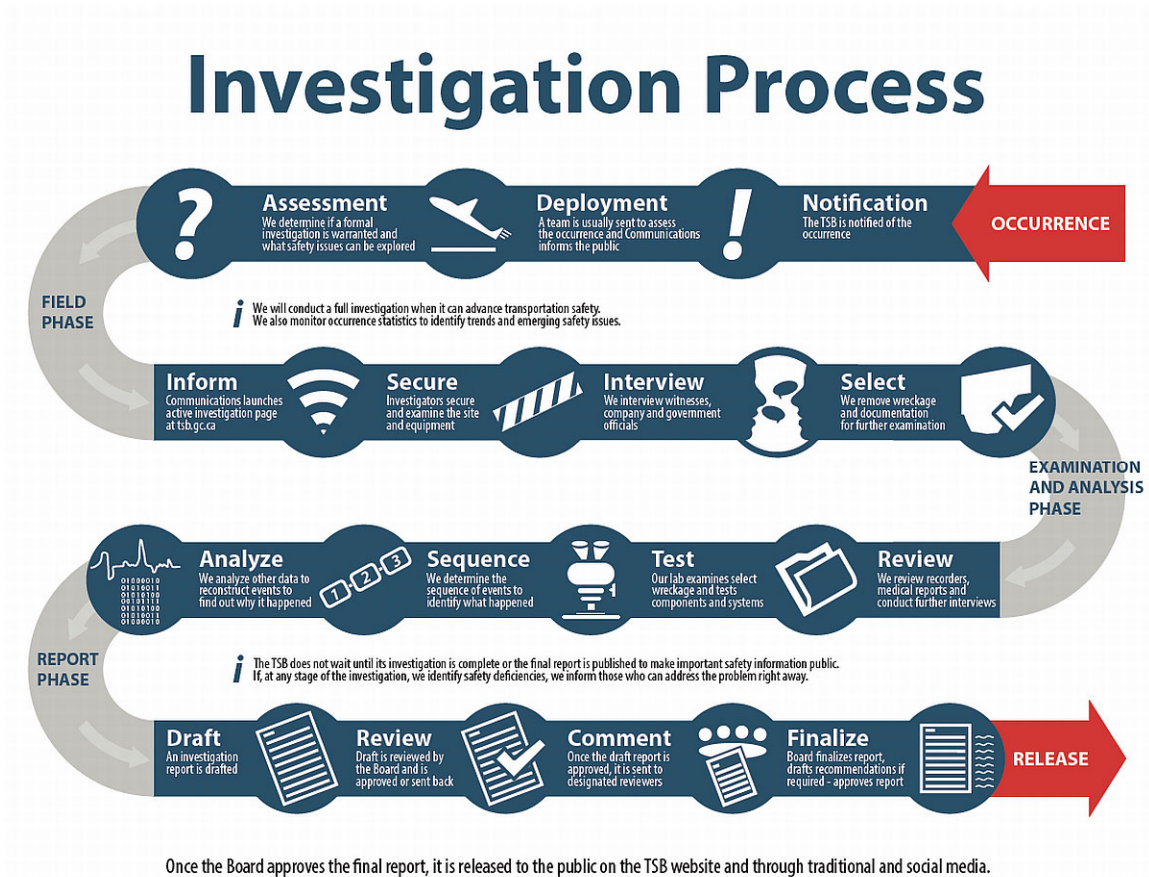 Investigation Process
OCCURRENCE
Notification
The TSB is notified of the
occurrence
Deployment
A team is usually sent to assess
the occurrence and Communications
informs the public
Assessment
We determine if a formal
investigation is warranted and
what safety issues can be explored
FIELD
PHASE
i
We will conduct a full investigation when it can advance transportation safety.
We also monitor occurrence statistics to identify trends and emerging safety issues.
Inform
Communications launches
active investigation page
at tsb.gc.ca
Secure
Investigators secure
and examine the site
and equipment
Interview
We interview witnesses,
company and government
officials
Select
We remove wreckage
and documentation
for further examination
EXAMINATION
AND ANALYSIS
PHASE
Review
We review recorders,
medical reports and
conduct further interviews
Test
Our lab examines select
wreckage and tests
components and systems
Sequence
We determine the
sequence of events to
identify what happened
1 2 3
Analyze
We analyze other data to
reconstruct events to
find out why it happened
01000010
01010011
01010100
00101111
01010100
01010011
01000010
REPORT
PHASE
i
The TSB does not wait until its investigation is complete or the final report is published to make important safety information public.
If, at any stage of the investigation, we identify safety deficiencies, we inform those who can address the problem right away.
Draft
An investigation
report is drafted
Review
Draft is reviewed by
the Board and is
approved or sent back
Comment
Once the draft report is
approved, it is sent to
designated reviewers
Finalize
Board finalizes report,
drafts recommendations if
required - approves report
RELEASE
Once the Board approves the final report, it is released to the public on the TSB website and through traditional and social media.